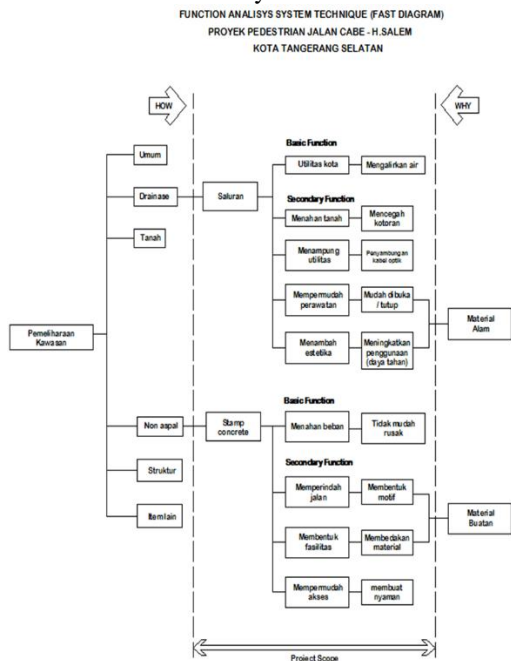 FUNCTION ANALISYS SYSTEM TECHNIQUE (FAST DIAGRAM)
PROYEK PEDESTRIAN JALAN CABE - H.SALEM
KOTA TANGERANG SELATAN
HOW
WHY
Basic Function
Umum
Utilitas kota
Mengalirkan air
Drainase
Saluran
Secondary Function
Menahan tanah
Mencegah
kotoran
Tanah
Menampung
utilitas
Penyambungan
kabel optik
Mempermudah
perawatan
Mudah dibuka
/ tutup
Material
Alam
Pemeliharaan
Kawasan
Menambah
estetika
Meningkatkan
penggunaan
(daya tahan)
Basic Function
Non aspal
Stamp
concrete
Menahan beban
Tidak mudah
rusak
Secondary Function
Struktur
Memperindah
jalan
Membentuk
motif
Item lain
Material
Buatan
Membentuk
fasilitas
Membedakan
material
Mempermudah
akses
membuat
nyaman
Project Scope